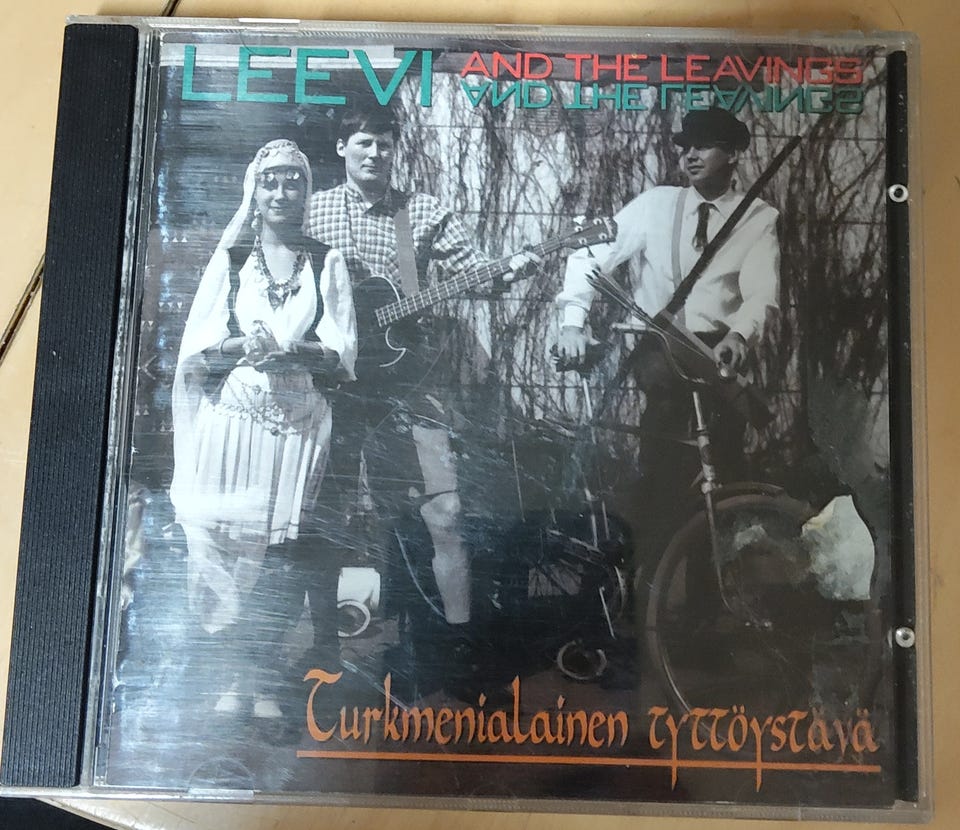 LEEVI AND THE LEAVINGS
AND THE LEAVINGS
Turkmenialainen tyttöystävä